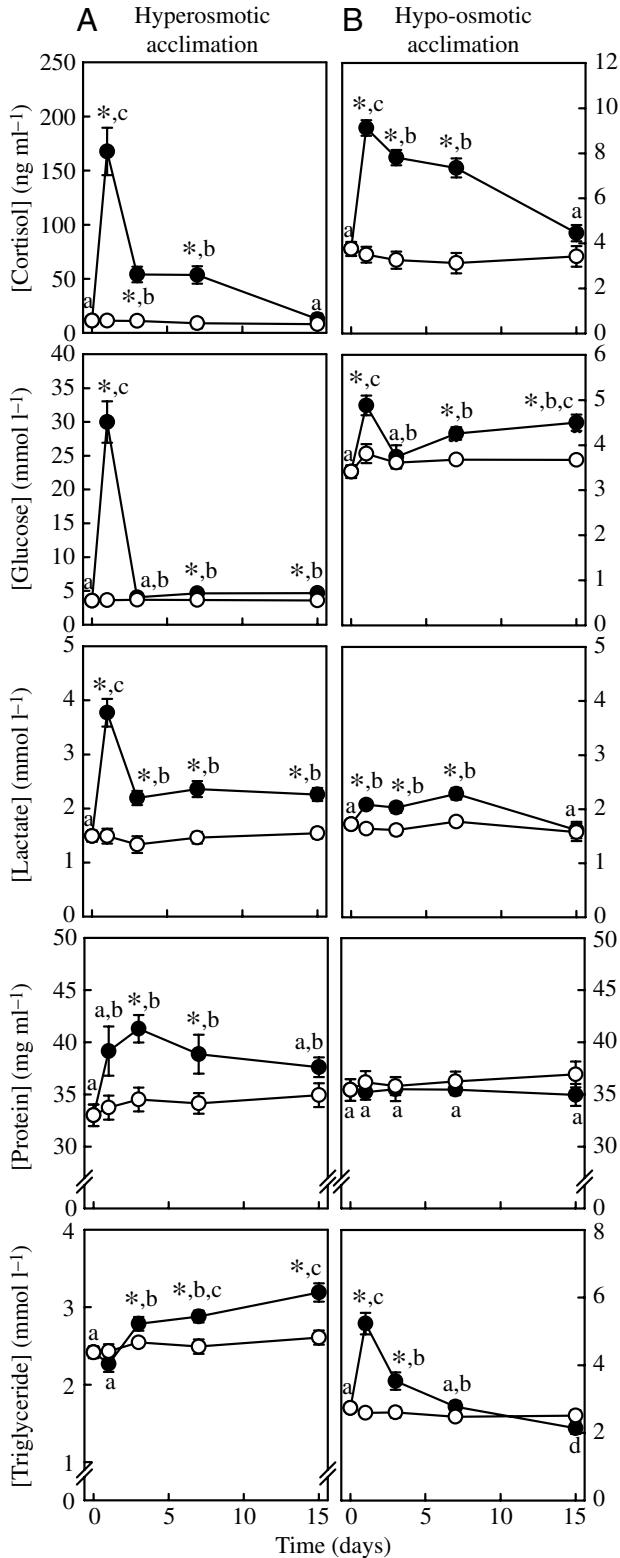 A Hyperosmotic acclimation
B Hypo-osmotic acclimation
[Cortisol] (ng ml–1)
250
200
150
100
50
0
a
*,c
*,b
*,b
a
12
10
8
6
4
2
0
a
*,c
*,b
*,b
a
[Glucose] (mmol l–1)
40
35
30
25
20
15
10
5
0
a
*,c
a,b
*,b
*,b
6
5
4
3
2
1
0
a
*,c
a,b
*,b
*,b,c
[Lactate] (mmol l–1)
5
4
3
2
1
0
a
*,c
*,b
*,b
*,b
5
4
3
2
1
0
a
*,b
*,b
*,b
a
[Protein] (mg ml–1)
50
45
40
35
30
0
a
a,b
*,b
*,b
a,b
50
45
40
35
30
0
a
a
a
a
a
[Triglyceride] (mmol l–1)
4
3
2
1
0
a
a
*,b
*,b,c
*,c
8
6
4
2
0
a
*,c
*,b
a,b
d
0 5 10 15 0 5 10 15
Time (days)